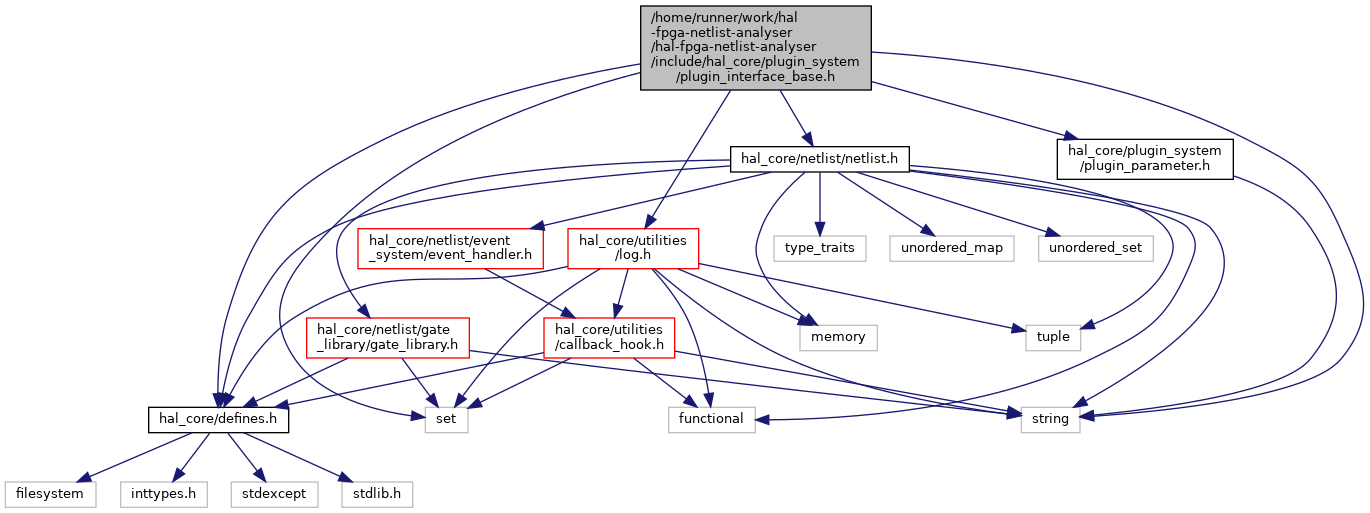 /home/runner/work/hal
-fpga-netlist-analyser
/hal-fpga-netlist-analyser
/include/hal_core/plugin_system
/plugin_interface_base.h
hal_core/netlist/netlist.h
hal_core/plugin_system
/plugin_parameter.h
hal_core/netlist/event
_system/event_handler.h
hal_core/utilities
/log.h
type_traits
unordered_map
unordered_set
hal_core/netlist/gate
_library/gate_library.h
hal_core/utilities
/callback_hook.h
memory
tuple
hal_core/defines.h
set
functional
string
filesystem
inttypes.h
stdexcept
stdlib.h